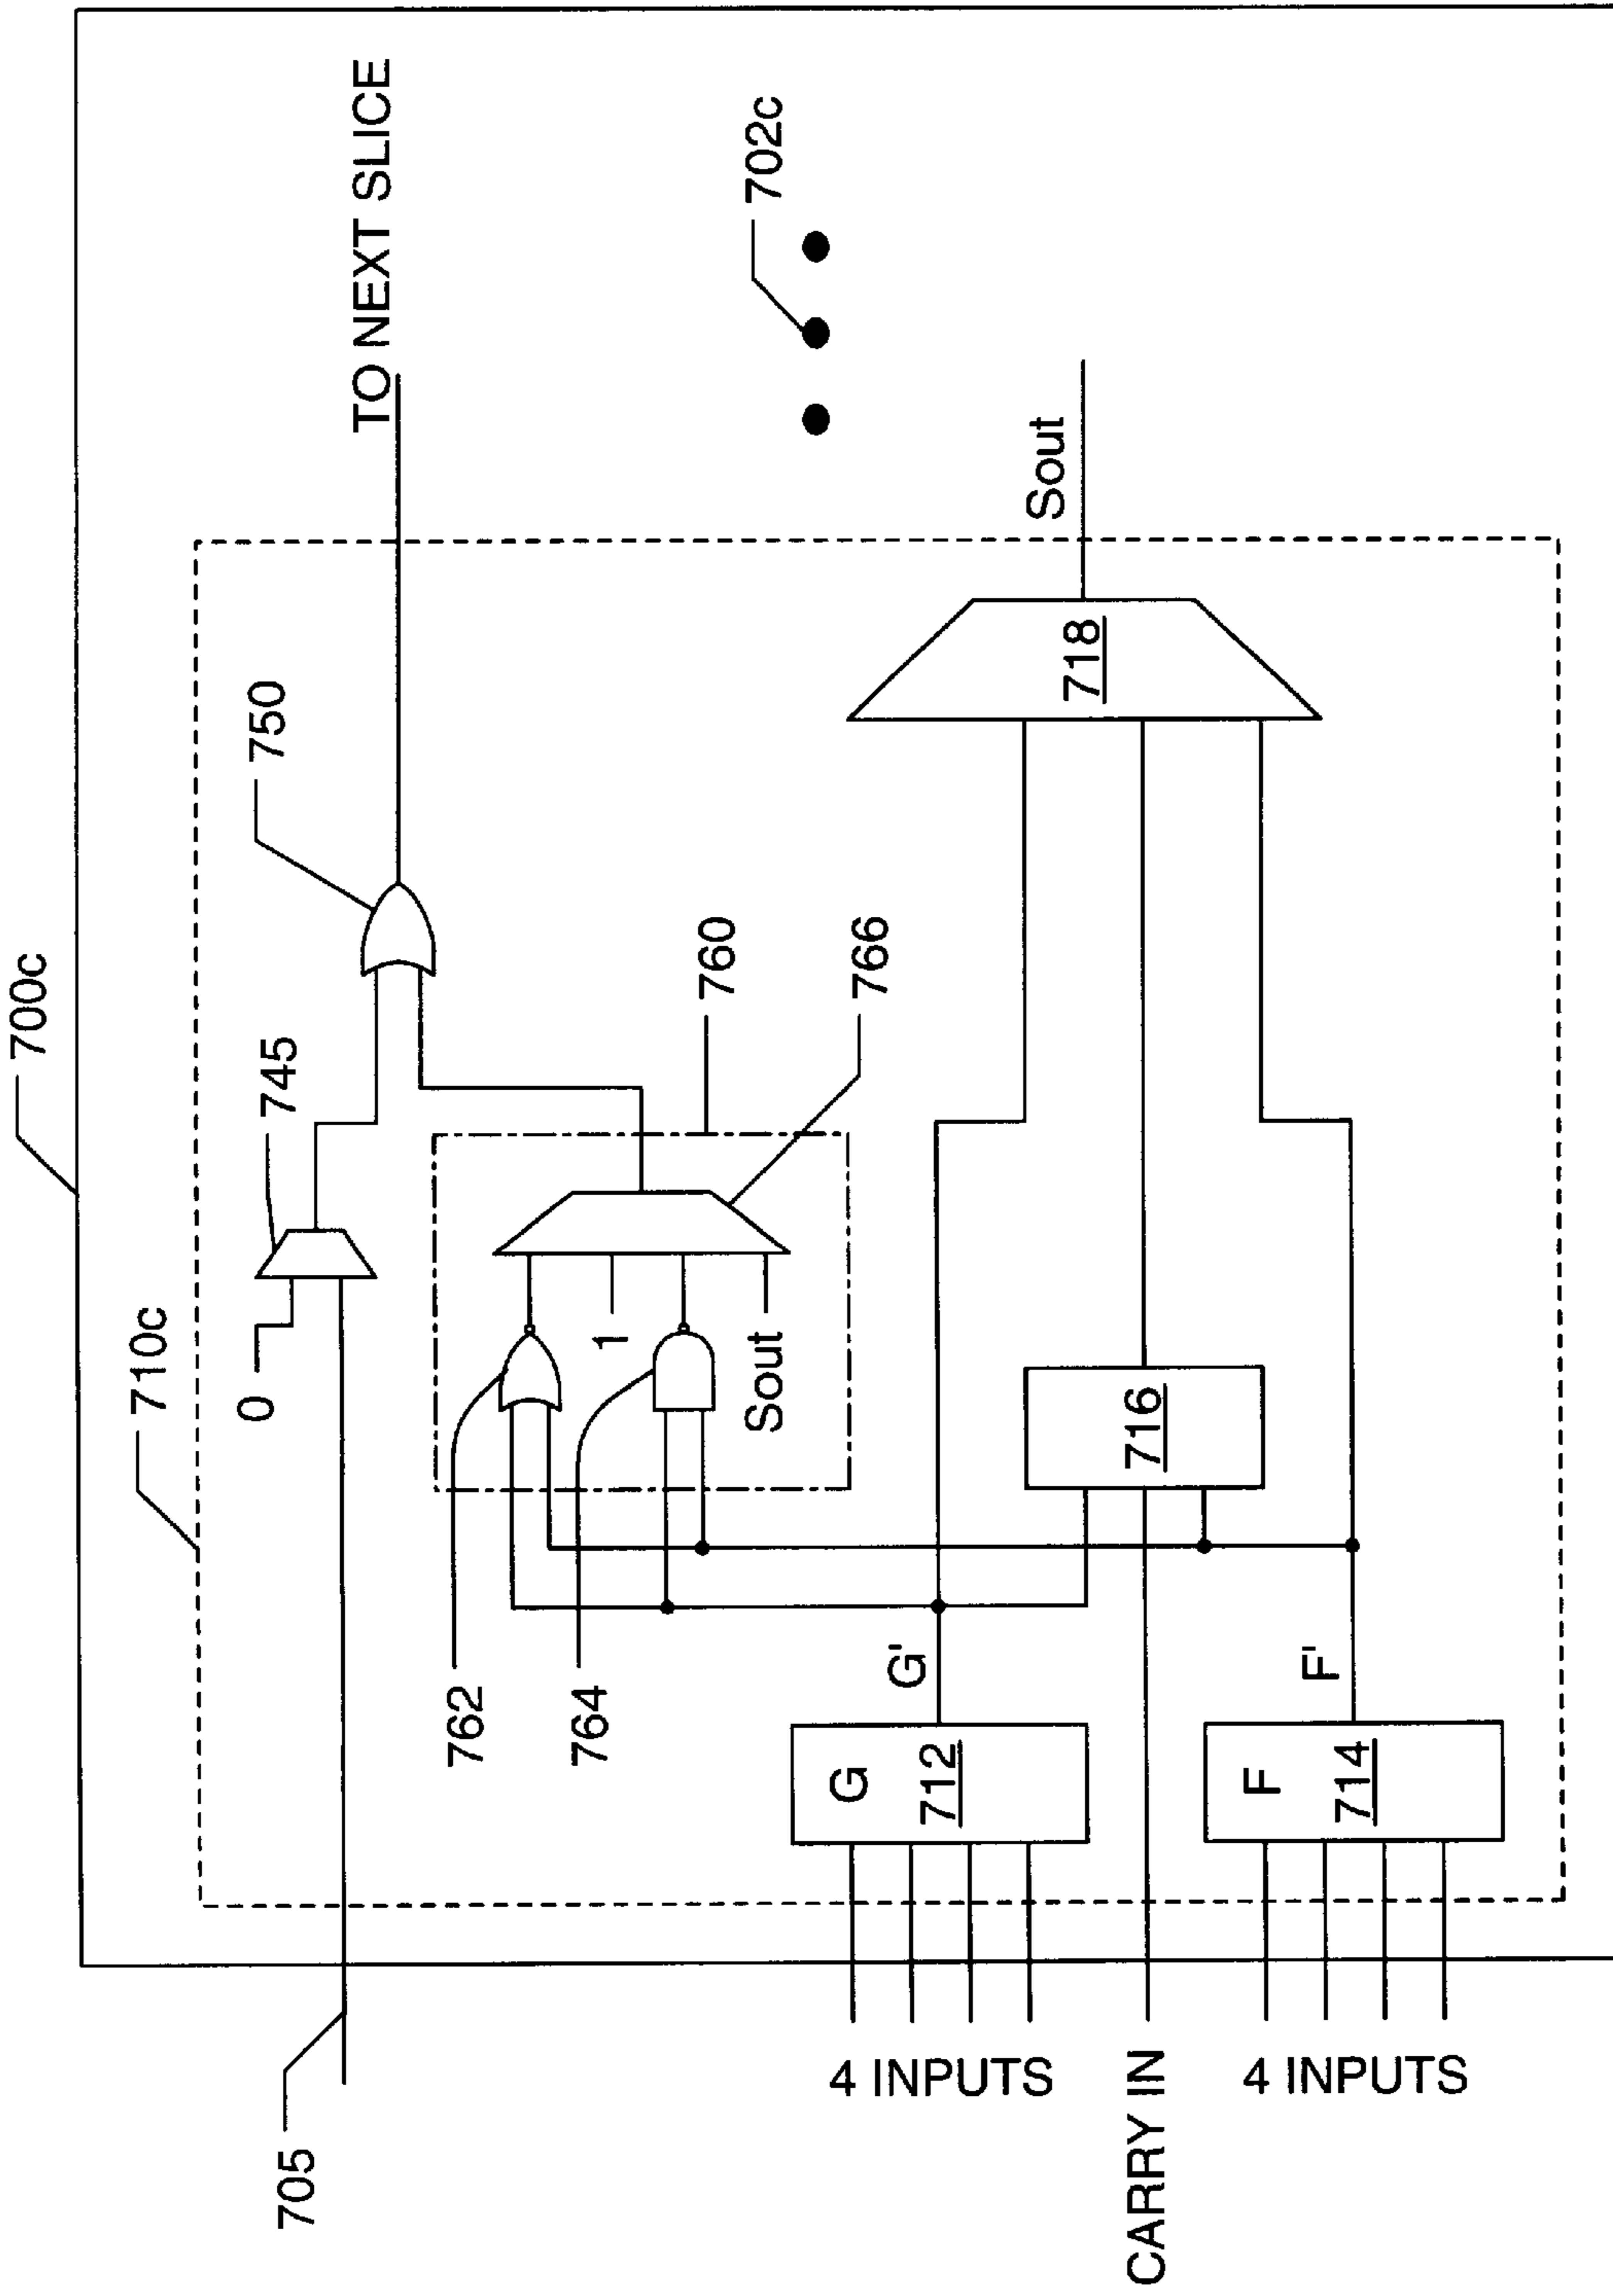 700c
710c
705
0
745
750
TO NEXT SLICE
762
764
1
Sout
760
766
702c
4 INPUTS
G
712
G'
CARRY IN
716
718
Sout
4 INPUTS
F
714
F'